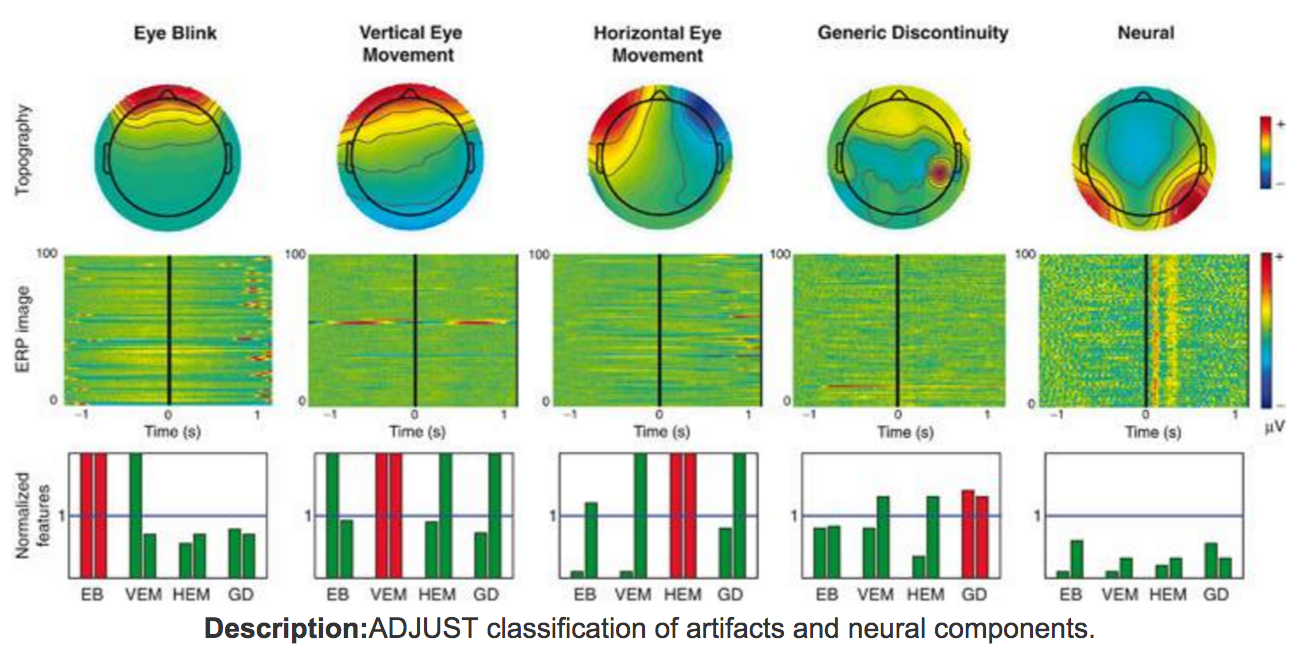 Eye Blink
Vertical Eye
Movement
Horizontal Eye
Movement
Generic Discontinuity
Neural
Topography
+
–
ERP image
100
0
−1 0 1
Time (s)
100
0
−1 0 1
Time (s)
100
0
−1 0 1
Time (s)
100
0
−1 0 1
Time (s)
100
0
−1 0 1
Time (s)
+
–
μV
Normalized
features
1
EB VEM HEM GD
1
EB VEM HEM GD
1
EB VEM HEM GD
1
EB VEM HEM GD
1
EB VEM HEM GD
Description:ADJUST classification of artifacts and neural components.